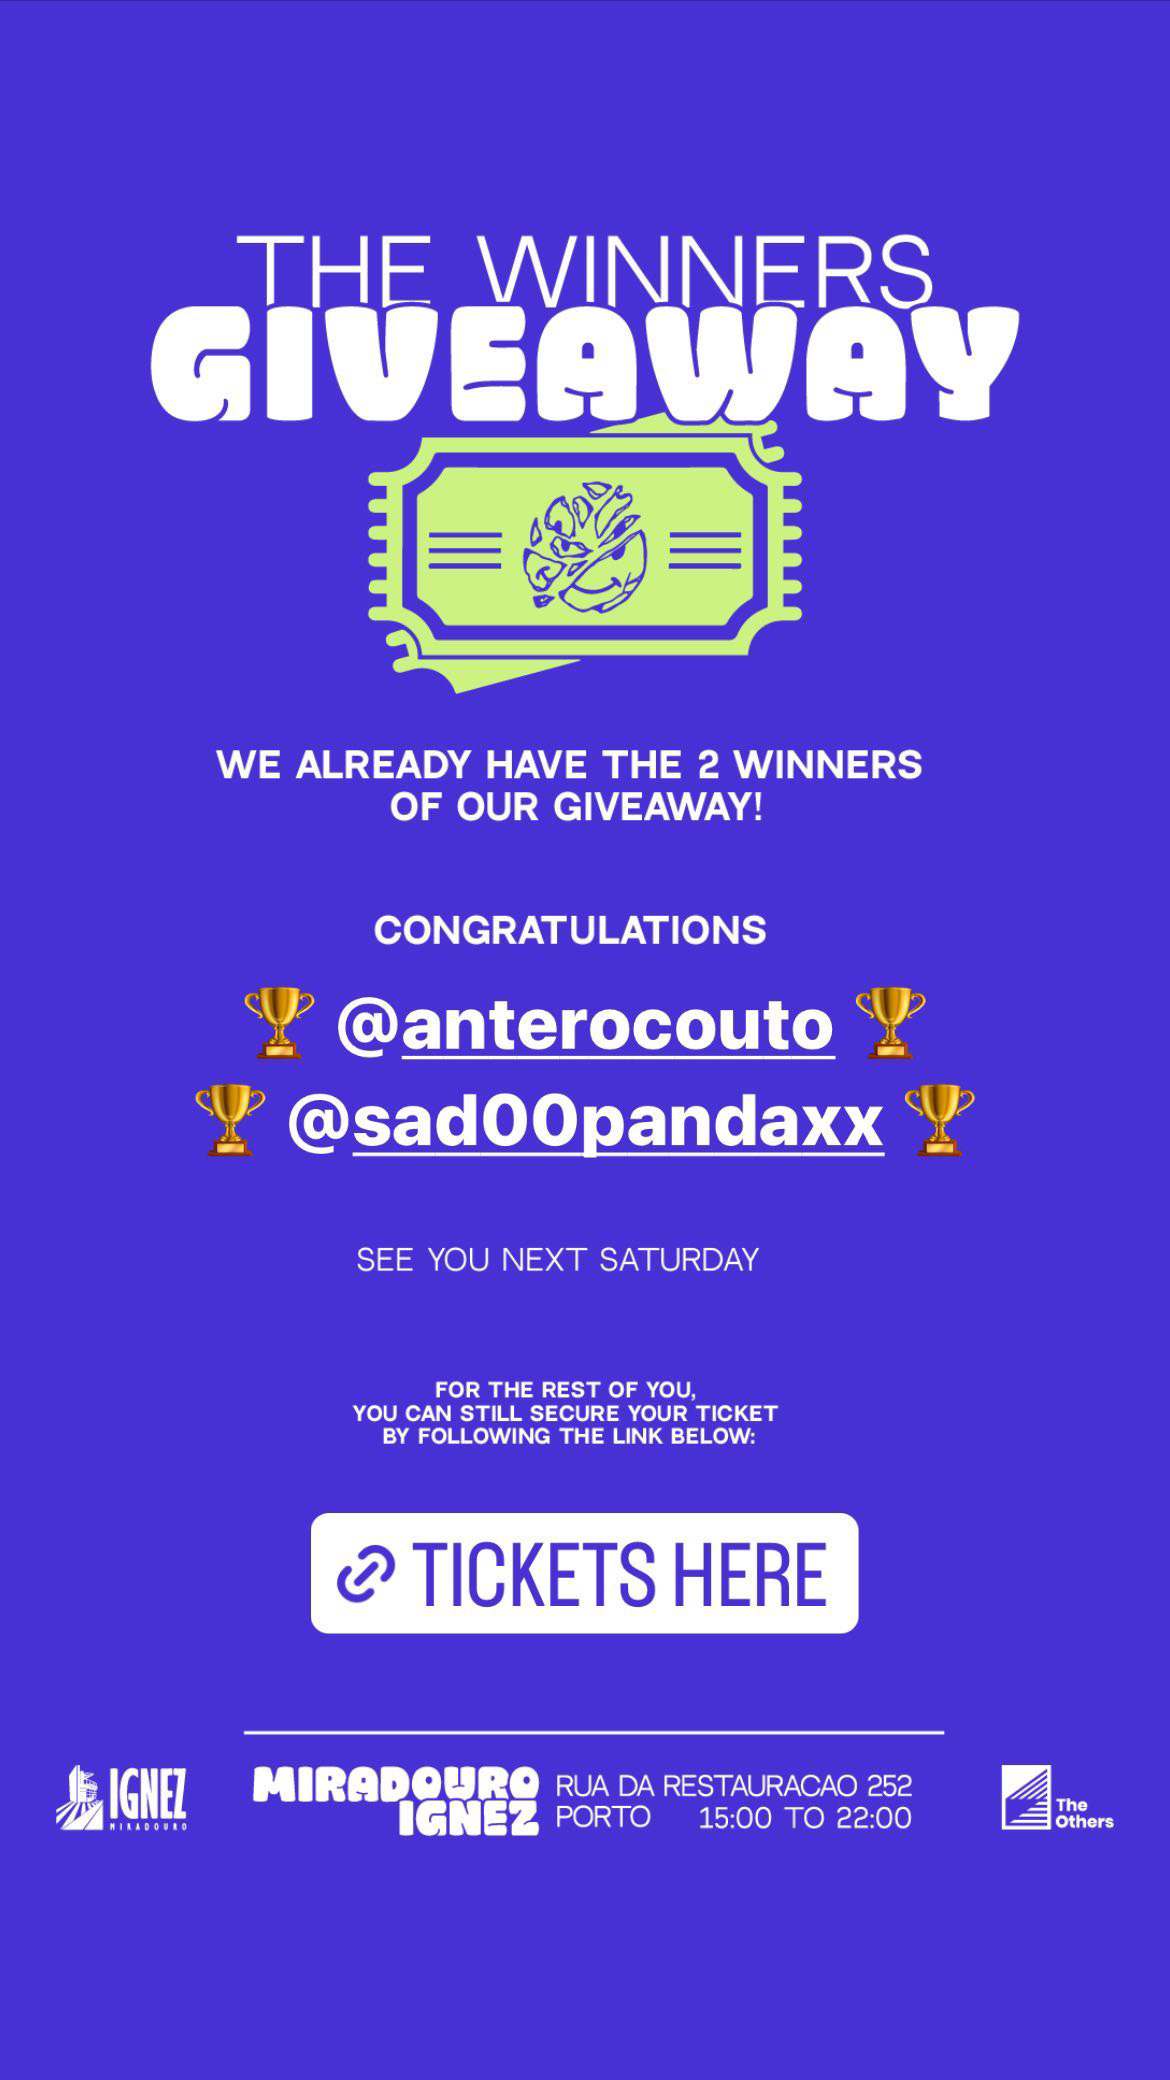 THE WINNERS
GIVEAWAY
WE ALREADY HAVE THE 2 WINNERS
OF OUR GIVEAWAY!
CONGRATULATIONS
🏆 @anterocouto 🏆
🏆 @sad00pandaxx 🏆
SEE YOU NEXT SATURDAY
FOR THE REST OF YOU,
YOU CAN STILL SECURE YOUR TICKET
BY FOLLOWING THE LINK BELOW:
TICKETS HERE
IGNEZ
MIRADOURO
MIRADOURO
IGNEZ
RUA DA RESTAURACAO 252
PORTO 15:00 TO 22:00
The
Others